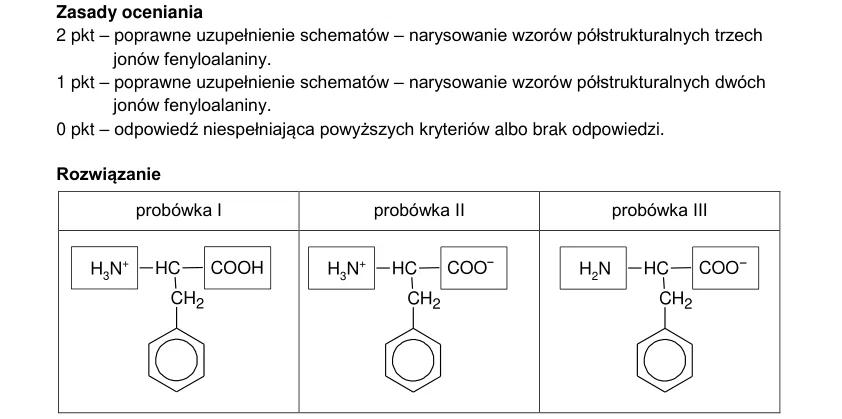 Zasady oceniania
2 pkt – poprawne uzupełnienie schematów – narysowanie wzorów półstrukturalnych trzech
jonów fenyloalaniny.
1 pkt – poprawne uzupełnienie schematów – narysowanie wzorów półstrukturalnych dwóch
jonów fenyloalaniny.
0 pkt – odpowiedź niespełniająca powyższych kryteriów albo brak odpowiedzi.
Rozwiązanie
probówka I probówka II probówka III
H₃N⁺ –HC– COOH H₃N⁺ –HC– COO⁻ H₂N –HC– COO⁻
CH₂ CH₂ CH₂